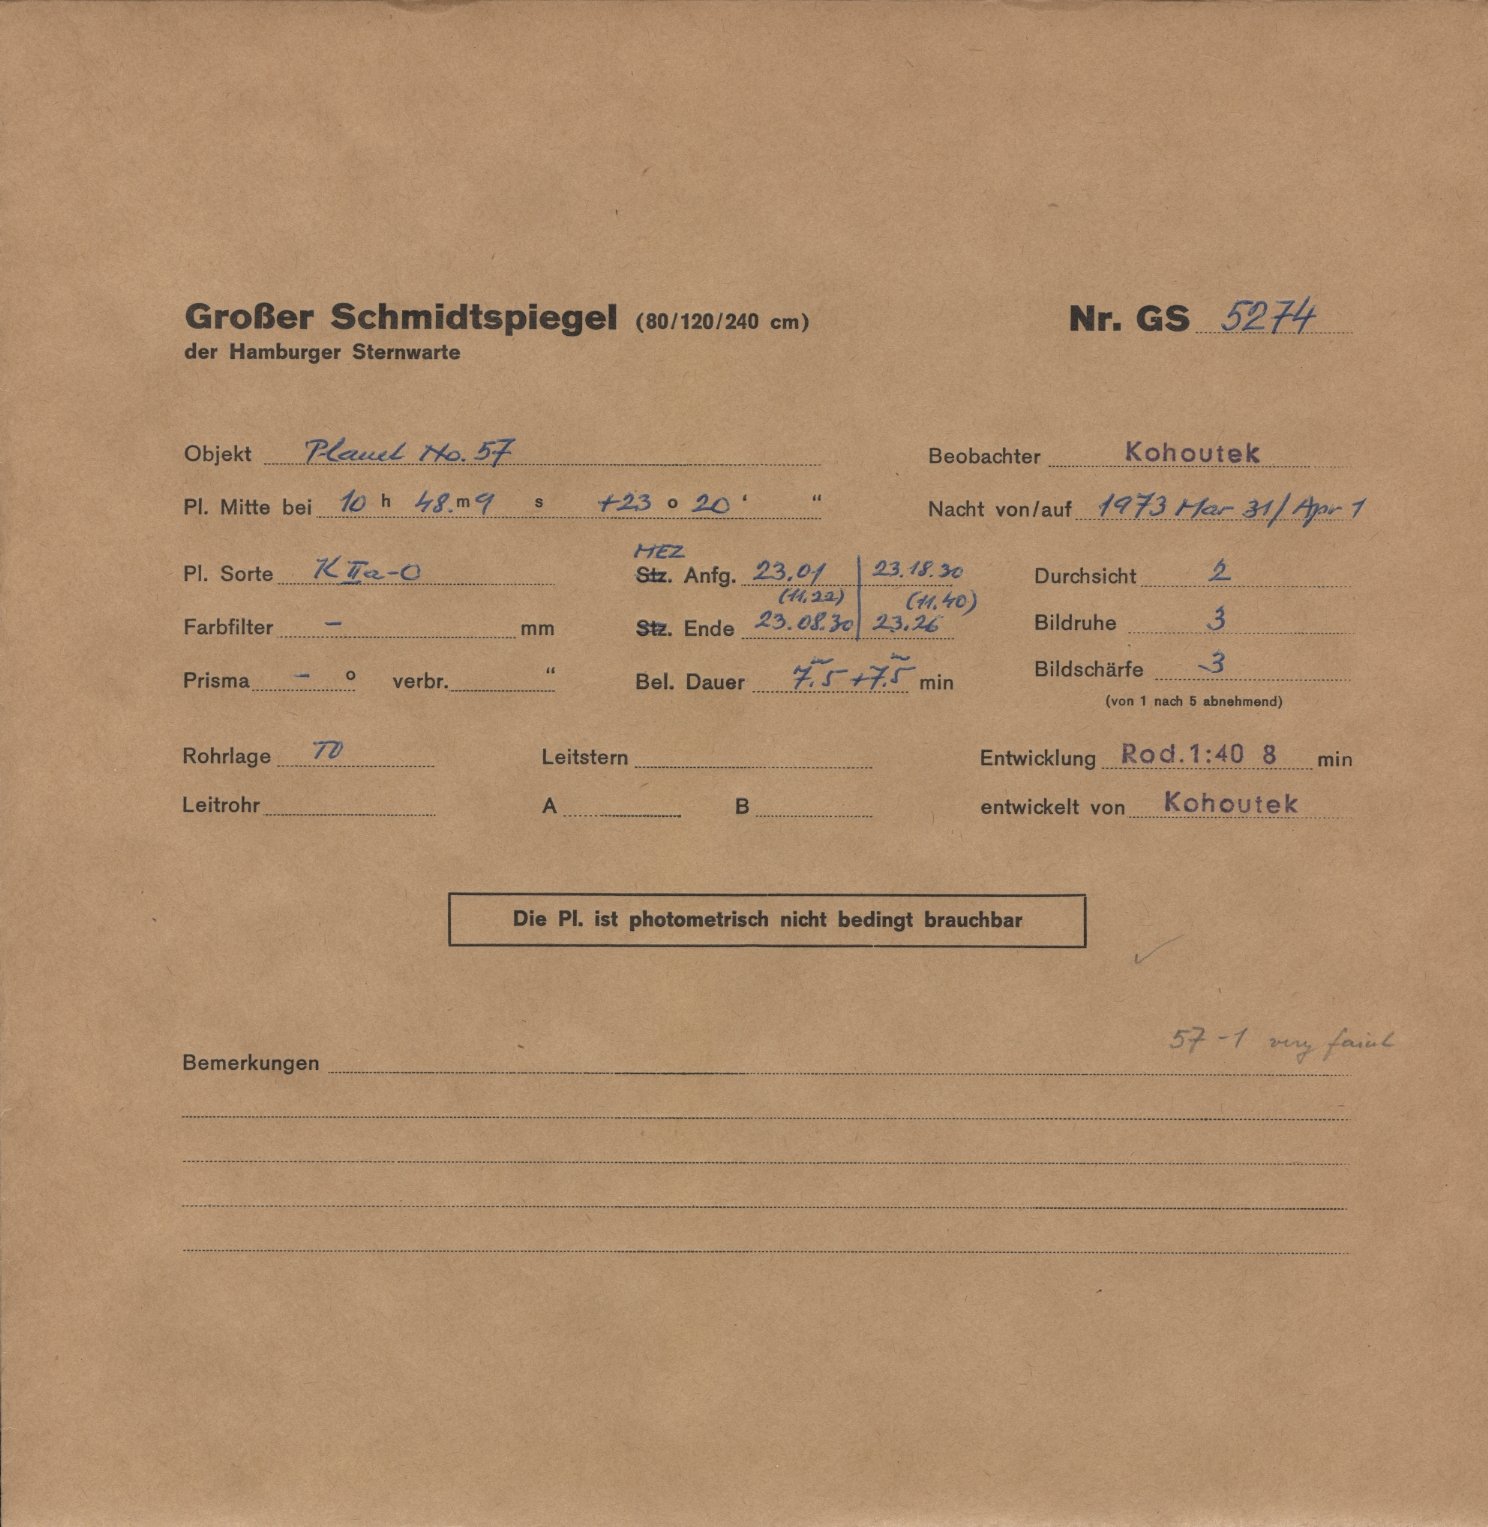 Großer Schmidtspiegel (80/120/240 cm)
der Hamburger Sternwarte
Nr. GS 5274
Objekt Planet No. 57
Beobachter Kohoutek
Pl. Mitte bei 10 h 48.m9 s +23 o 20 ' “
Nacht von/auf 1973 Mar 31/Apr 1
MEZ
Pl. Sorte K IIa-O
Stz. Anfg. 23.01 23.18.30
Durchsicht 2
(11.22) (11.40)
Farbfilter – mm
Stz. Ende 23.08.30 23.26
Bildruhe 3
Prisma – o verbr. “
Bel. Dauer 7.5 + 7.5 min
Bildschärfe 3
(von 1 nach 5 abnehmend)
Rohrlage
Leitstern
Entwicklung Rod.1:40 8 min
Leitrohr
A B
entwickelt von Kohoutek
Die Pl. ist photometrisch nicht bedingt brauchbar
57-1 very faint
Bemerkungen